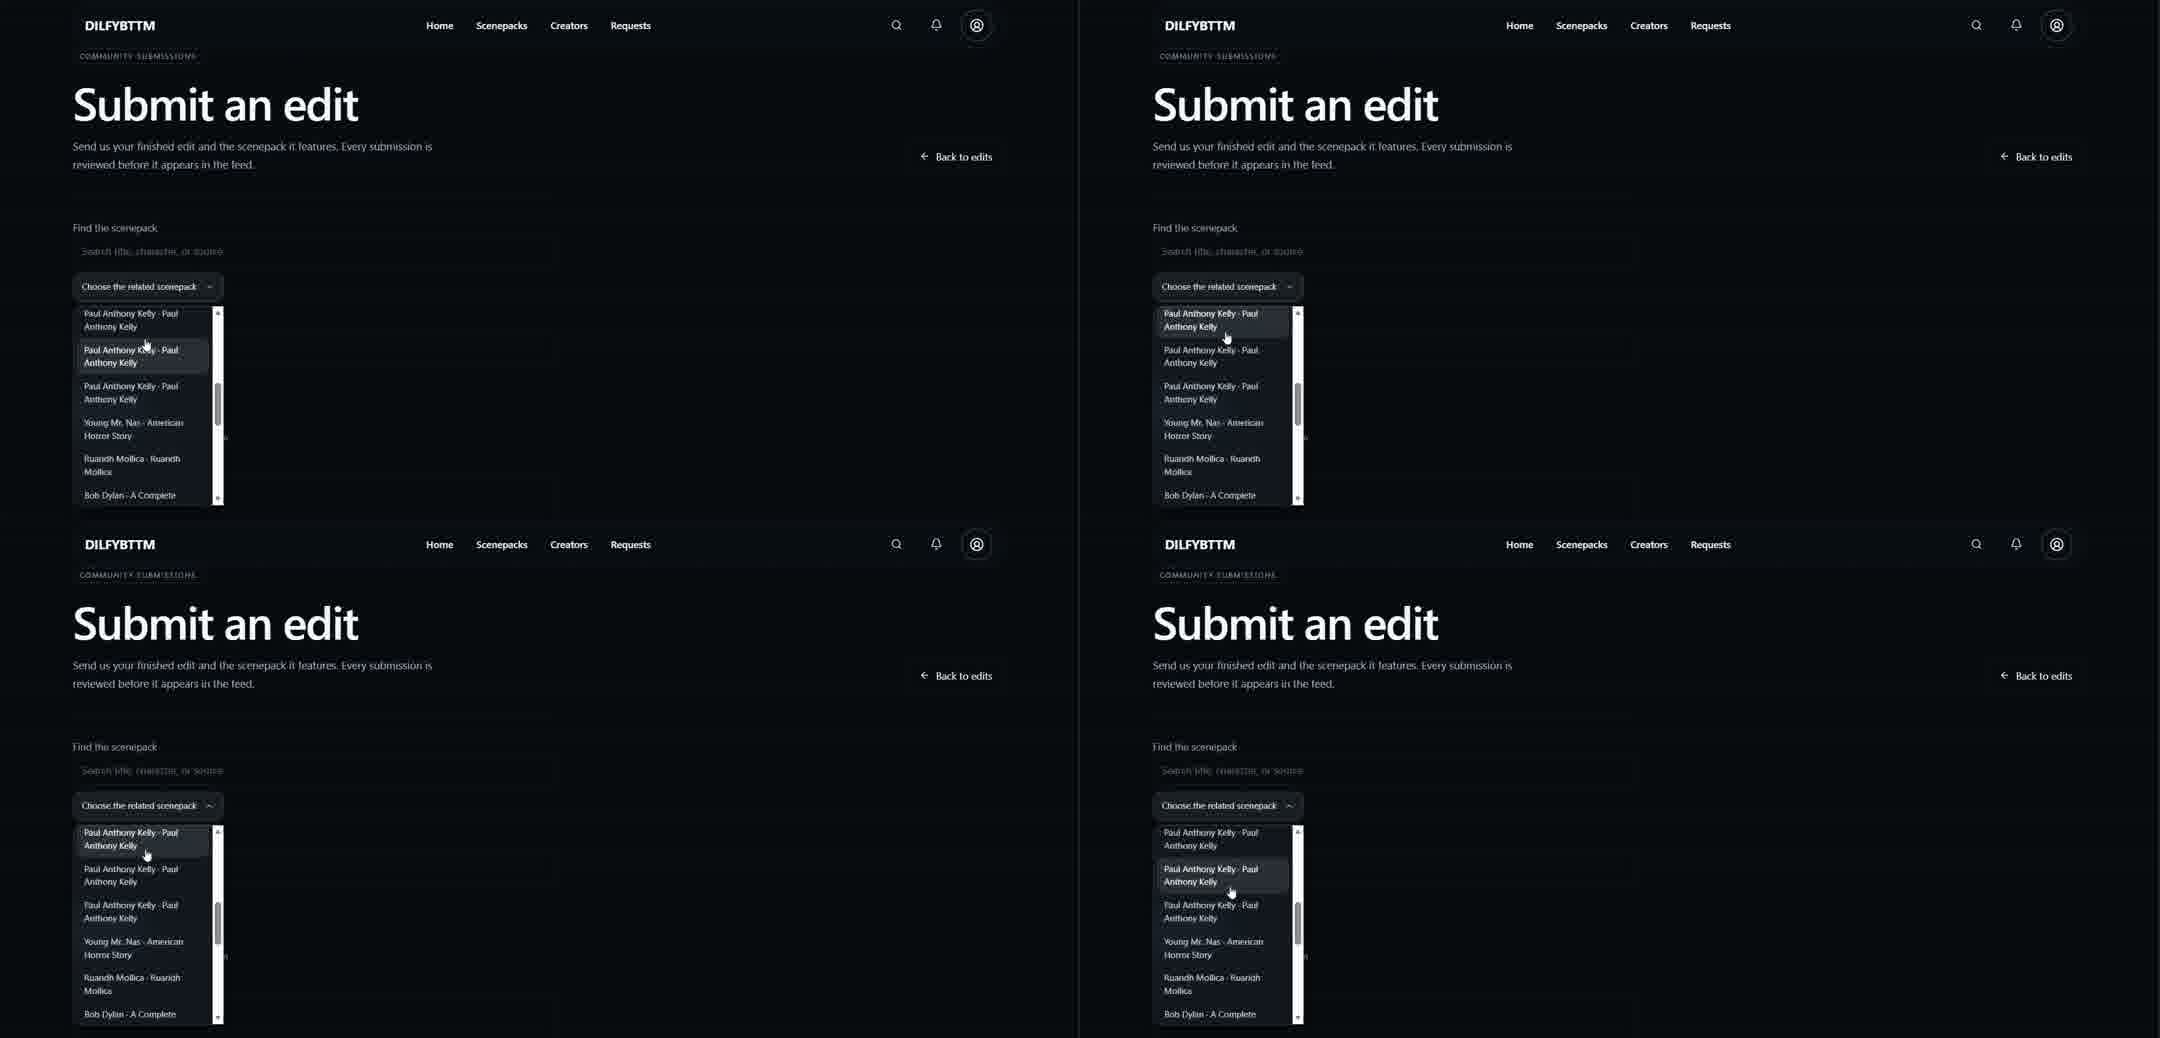 DILFYBTTM Home Scenepacks Creators Requests
COMMUNITY SUBMISSIONS
Submit an edit
Send us your finished edit and the scenepack it features. Every submission is
reviewed before it appears in the feed.
Back to edits
Find the scenepack
Search title, character, or source
Choose the related scenepack
Paul Anthony Kelly - Paul
Anthony Kelly
Paul Anthony Kelly - Paul
Anthony Kelly
Paul Anthony Kelly - Paul
Anthony Kelly
Young Mr. Nas - American
Horror Story
Ruaridh Mollica - Ruaridh
Mollica
Bob Dylan - A Complete
DILFYBTTM Home Scenepacks Creators Requests
COMMUNITY SUBMISSIONS
Submit an edit
Send us your finished edit and the scenepack it features. Every submission is
reviewed before it appears in the feed.
Back to edits
Find the scenepack
Search title, character, or source
Choose the related scenepack
Paul Anthony Kelly - Paul
Anthony Kelly
Paul Anthony Kelly - Paul
Anthony Kelly
Paul Anthony Kelly - Paul
Anthony Kelly
Young Mr. Nas - American
Horror Story
Ruaridh Mollica - Ruaridh
Mollica
Bob Dylan - A Complete
DILFYBTTM Home Scenepacks Creators Requests
COMMUNITY SUBMISSIONS
Submit an edit
Send us your finished edit and the scenepack it features. Every submission is
reviewed before it appears in the feed.
Back to edits
Find the scenepack
Search title, character, or source
Choose the related scenepack
Paul Anthony Kelly - Paul
Anthony Kelly
Paul Anthony Kelly - Paul
Anthony Kelly
Paul Anthony Kelly - Paul
Anthony Kelly
Young Mr. Nas - American
Horror Story
Ruaridh Mollica - Ruaridh
Mollica
Bob Dylan - A Complete
DILFYBTTM Home Scenepacks Creators Requests
COMMUNITY SUBMISSIONS
Submit an edit
Send us your finished edit and the scenepack it features. Every submission is
reviewed before it appears in the feed.
Back to edits
Find the scenepack
Search title, character, or source
Choose the related scenepack
Paul Anthony Kelly - Paul
Anthony Kelly
Paul Anthony Kelly - Paul
Anthony Kelly
Paul Anthony Kelly - Paul
Anthony Kelly
Young Mr. Nas - American
Horror Story
Ruaridh Mollica - Ruaridh
Mollica
Bob Dylan - A Complete